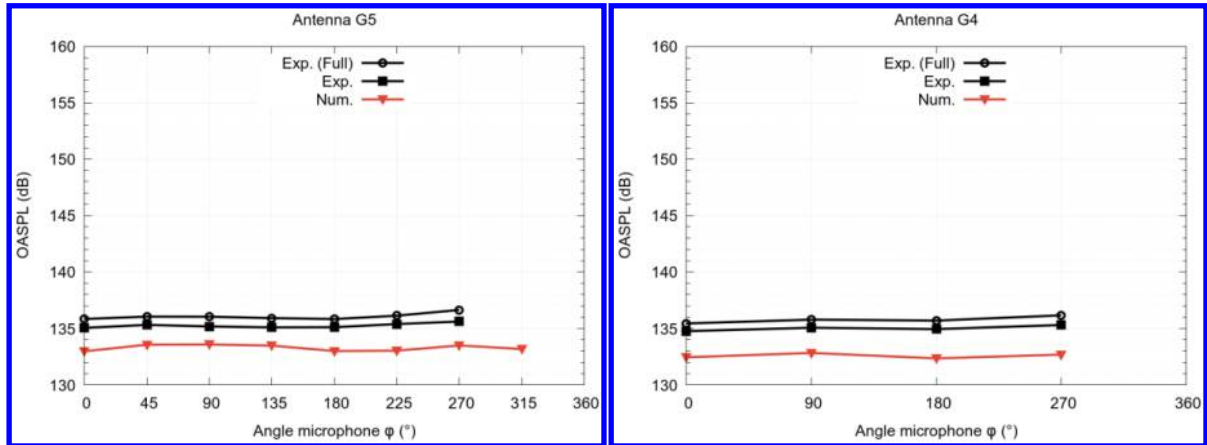 Antenna G5
160
155
150
145
140
135
130
OASPL (dB)
Exp. (Full)
Exp.
Num.
0 45 90 135 180 225 270 315 360
Angle microphone φ (°)
Antenna G4
160
155
150
145
140
135
130
OASPL (dB)
Exp. (Full)
Exp.
Num.
0 90 180 270 360
Angle microphone φ (°)